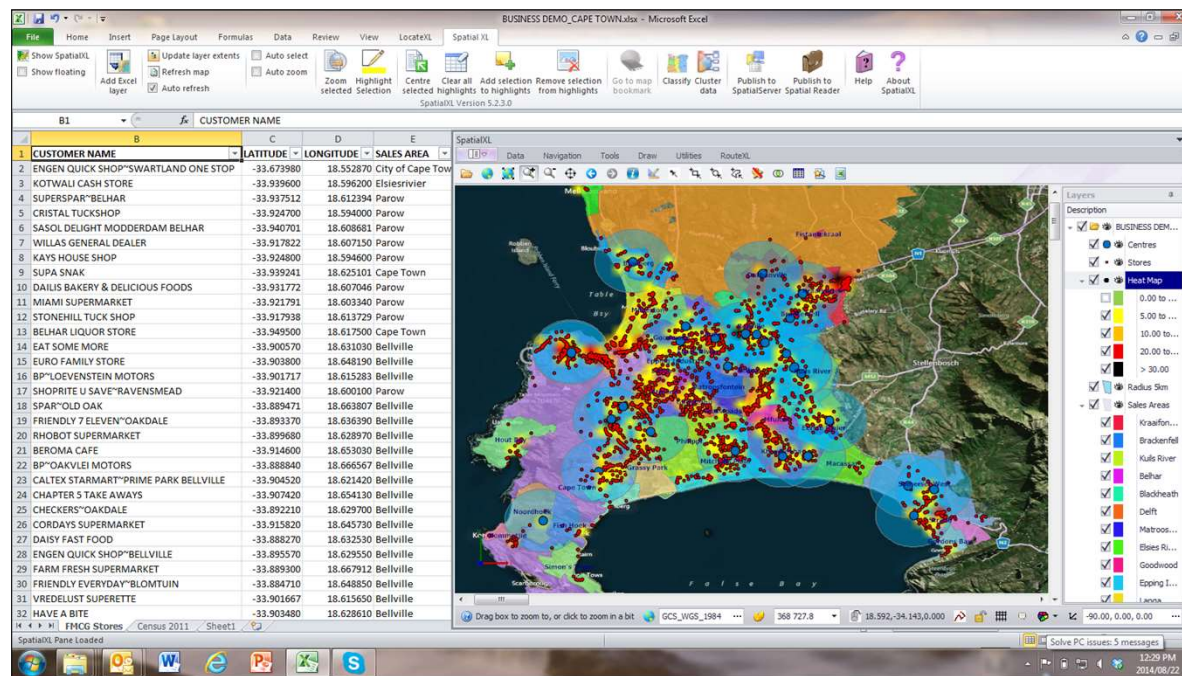 BUSINESS DEMO_CAPE TOWN.xlsx - Microsoft Excel
File Home Insert Page Layout Formulas Data Review View LocateXL Spatial XL
Show SpatialXL
Show floating
Add Excel layer
Update layer extents
Refresh map
Auto refresh
Auto select
Auto zoom
Zoom selected
Highlight Selection
Centre selected
Clear all highlights
Add selection to highlights
Remove selection from highlights
Go to map bookmark
Classify
Cluster data
Publish to SpatialServer
Publish to Spatial Reader
Help
About SpatialXL
SpatialXL Version 5.2.3.0
B1 fx CUSTOMER NAME
B C D E
1 CUSTOMER NAME LATITUDE LONGITUDE SALES AREA
2 ENGEN QUICK SHOP~SWARTLAND ONE STOP -33.673980 18.552870 City of Cape Tow
3 KOTWALI CASH STORE -33.939600 18.596200 Elsiesrivier
4 SUPERSPAR~BELHAR -33.937512 18.612394 Parow
5 CRISTAL TUCKSHOP -33.924700 18.594000 Parow
6 SASOL DELIGHT MODDERDAM BELHAR -33.940701 18.608681 Parow
7 WILLAS GENERAL DEALER -33.917822 18.607150 Parow
8 KAYS HOUSE SHOP -33.924800 18.594600 Parow
9 SUPA SNAK -33.939241 18.625101 Cape Town
10 DAILIS BAKERY & DELICIOUS FOODS -33.931772 18.607046 Parow
11 MIAMI SUPERMARKET -33.921791 18.603340 Parow
12 STONEHILL TUCK SHOP -33.917938 18.613729 Parow
13 BELHAR LIQUOR STORE -33.949500 18.617500 Cape Town
14 EAT SOME MORE -33.900570 18.631030 Bellville
15 EURO FAMILY STORE -33.903800 18.648190 Bellville
16 BP~LOEVENSTEIN MOTORS -33.901717 18.615283 Bellville
17 SHOPRITE U SAVE~RAVENSMEAD -33.921400 18.600100 Parow
18 SPAR~OLD OAK -33.889471 18.663807 Bellville
19 FRIENDLY 7 ELEVEN~OAKDALE -33.893370 18.636390 Bellville
20 RHOBOT SUPERMARKET -33.899680 18.628970 Bellville
21 BEROMA CAFE -33.914600 18.653030 Bellville
22 BP~OAKVLEI MOTORS -33.888840 18.666567 Bellville
23 CALTEX STARMART~PRIME PARK BELLVILLE -33.904520 18.621420 Bellville
24 CHAPTER 5 TAKE AWAYS -33.907420 18.654130 Bellville
25 CHECKERS~OAKDALE -33.892210 18.629700 Bellville
26 CORDAYS SUPERMARKET -33.915820 18.645730 Bellville
27 DAISY FAST FOOD -33.888270 18.632530 Bellville
28 ENGEN QUICK SHOP~BELLVILLE -33.895570 18.629550 Bellville
29 FARM FRESH SUPERMARKET -33.889300 18.667912 Bellville
30 FRIENDLY EVERYDAY~BLOMTUIN -33.884710 18.648850 Bellville
31 VREDELUST SUPERETTE -33.901667 18.615650 Bellville
32 HAVE A BITE -33.903480 18.628610 Bellville
FMCG Stores Census 2011 Sheet1
SpatialXL Pane Loaded
SpatialXL
Data Navigation Tools Draw Utilities RouteXL
Robben Island
Table
Bay
Stellenbosch
Grassy Park
Cape Town
Macassar
Noordhoek
Fish Hoek
False Bay
Layers
Description
BUSINESS DEM...
Centres
Stores
Heat Map
0.00 to ...
5.00 to ...
10.00 to...
20.00 to...
> 30.00
Radius 5km
Sales Areas
Kraaifon...
Brackenfell
Kuils River
Belhar
Blackheath
Delft
Matroos...
Elsies Ri...
Goodwood
Epping I...
Langa
Drag box to zoom to, or click to zoom in a bit GCS_WGS_1984 ... 368 727.8 18.592,-34.143,0.000 -90.00, 0.00, 0.00 ...
Solve PC issues: 5 messages
12:29 PM
2014/08/22